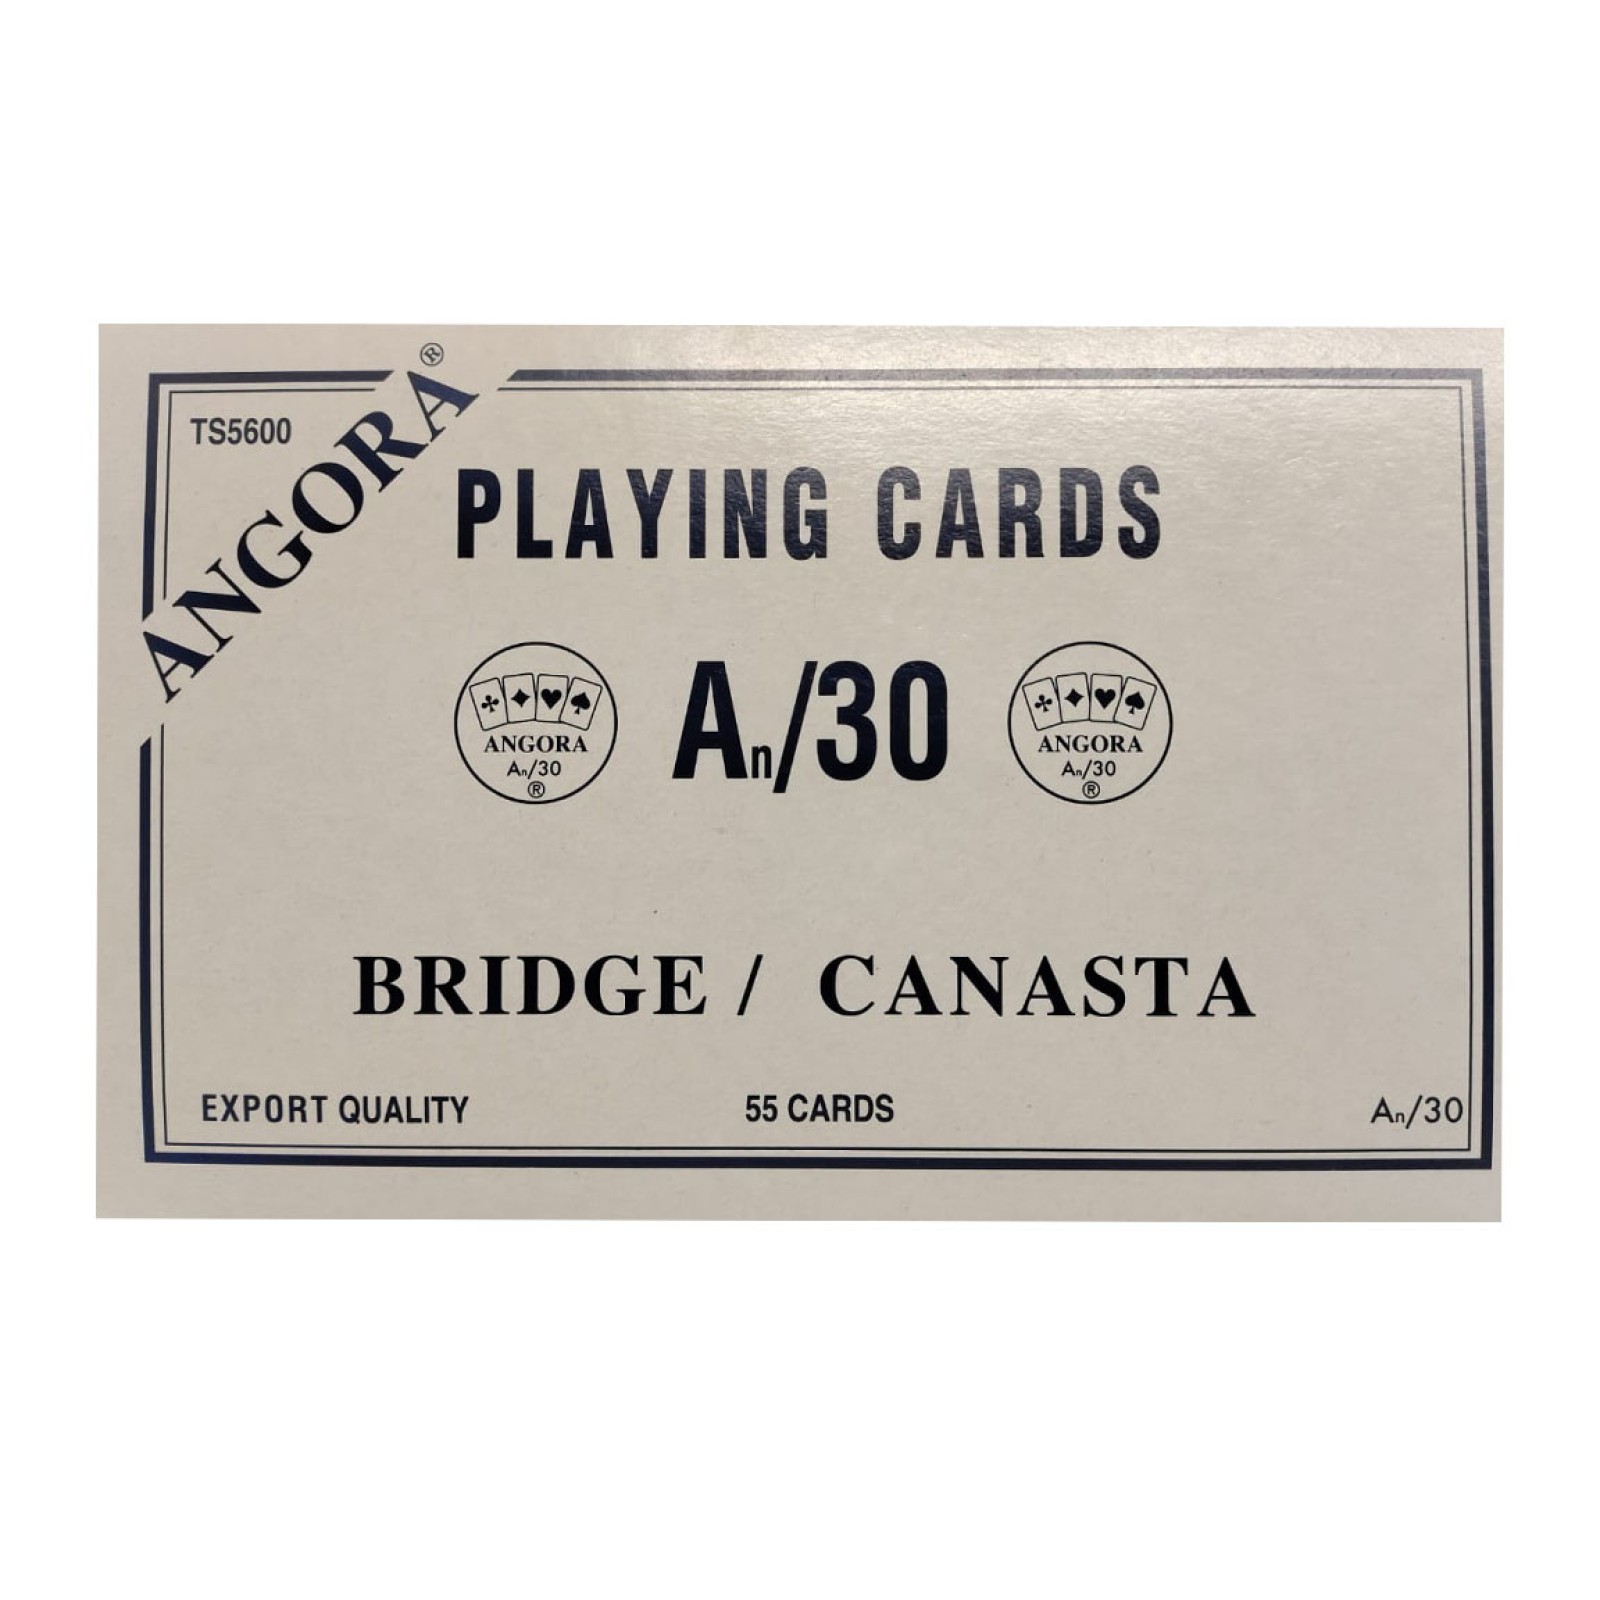 ANGORA®
TS5600
PLAYING CARDS
ANGORA
An/30
®
An/30
ANGORA
An/30
®
BRIDGE / CANASTA
EXPORT QUALITY
55 CARDS
An/30